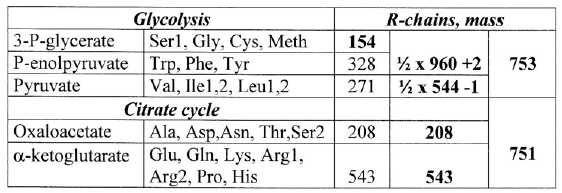 Glycolysis R-chains, mass
3-P-glycerate Ser1, Gly, Cys, Meth 154
P-enolpyruvate Trp, Phe, Tyr 328 ½ x 960 +2 753
Pyruvate Val, Ile1,2, Leu1,2 271 ½ x 544 -1
Citrate cycle
Oxaloacetate Ala, Asp,Asn, Thr,Ser2 208 208
α-ketoglutarate Glu, Gln, Lys, Arg1, 751
Arg2, Pro, His 543 543